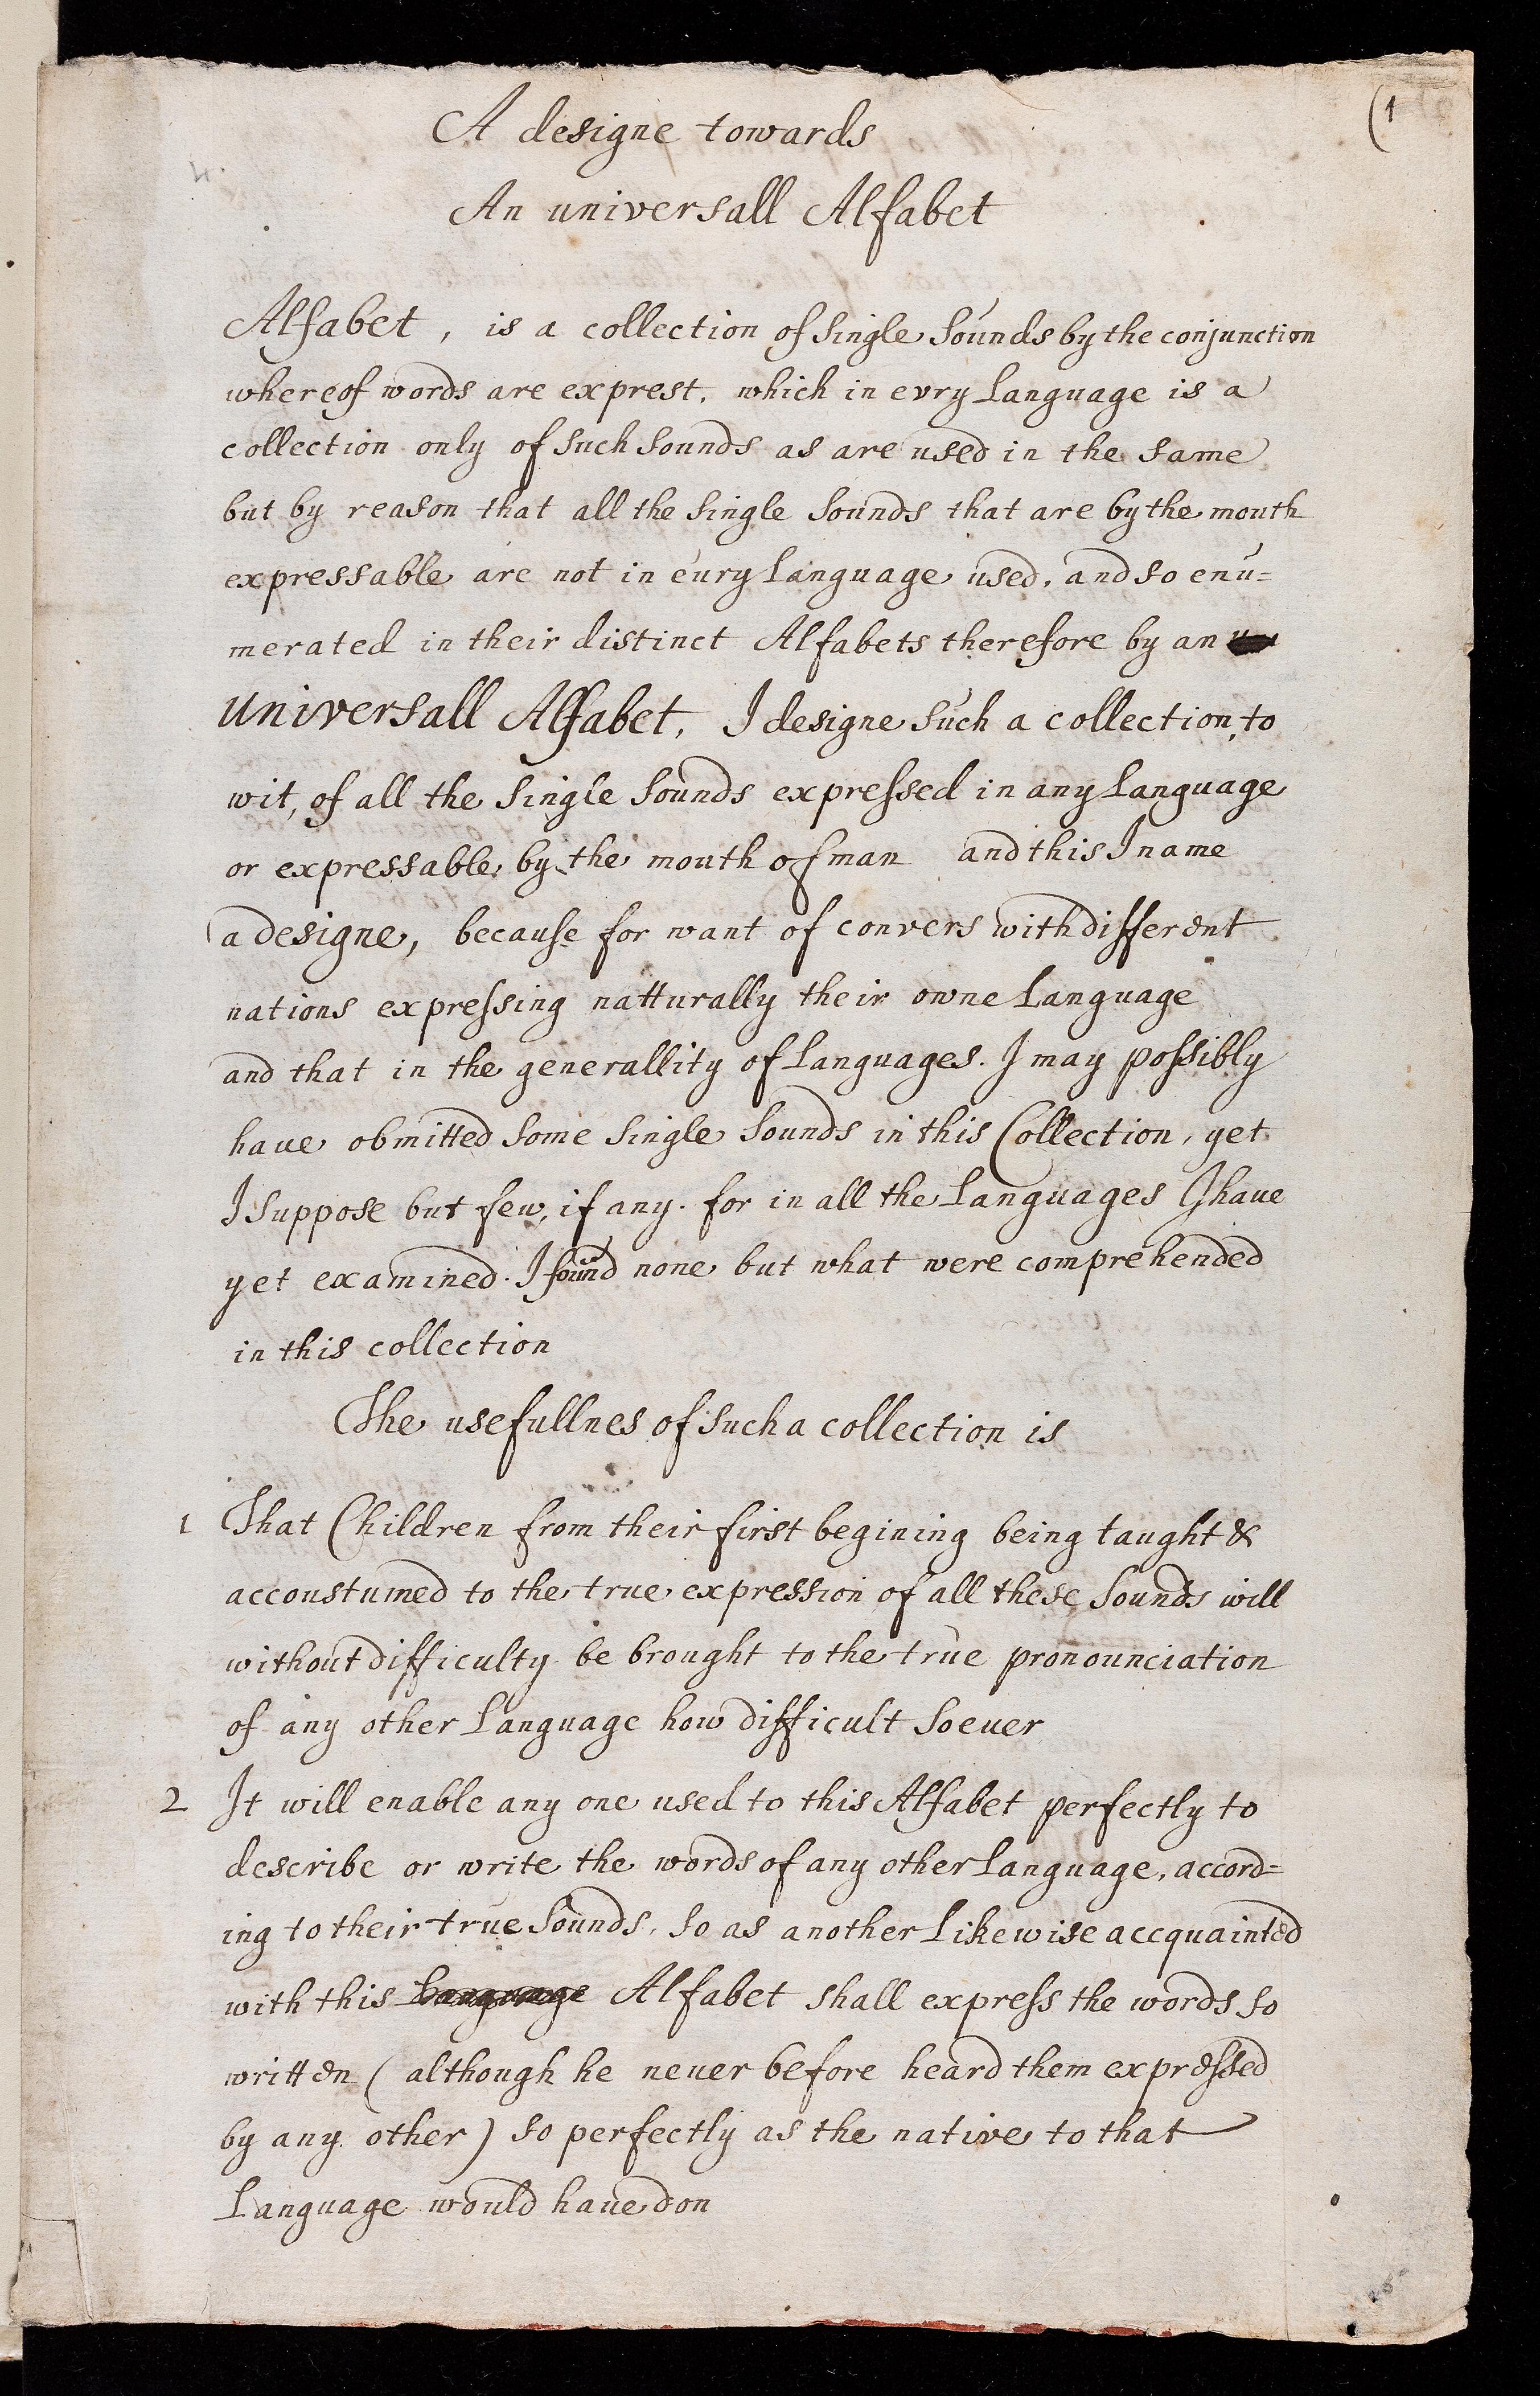 (1
A designe towards
An universall Alfabet
Alfabet, is a collection of single sounds by the conjunction
whereof words are exprest, which in evry Language is a
collection only of such sounds as are used in the same
but by reason that all the single sounds that are by the mouth
expressable are not in eury Language used, and so enu=
merated in their distinct Alfabets therefore by an
universall Alfabet, I designe such a collection, to
wit, of all the single sounds expressed in any Language
or expressable by the mouth of man and this I name
a designe, because for want of convers with different
nations expressing natturally their owne Language
and that in the generallity of Languages. I may possibly
have obmitted some single sounds in this Collection, yet
I suppose but few, if any. for in all the Languages I haue
yet examined. I found none but what were comprehended
in this collection
The usefullnes of such a collection is
1 That Children from their first begining being taught &
accoustumed to the true expression of all these sounds will
without difficulty be brought to the true pronounciation
of any other Language how difficult soeuer
2 It will enable any one used to this Alfabet perfectly to
describe or write the words of any other Language, accord=
ing to their true sounds, so as another Likewise accquainted
with this Language Alfabet shall express the words so
written (although he neuer before heard them expressed
by any other) so perfectly as the native to that
Language would haue don